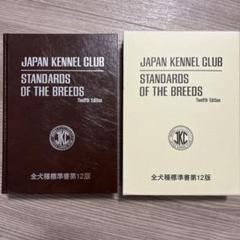 JAPAN KENNEL CLUB
STANDARDS
OF THE BREEDS
Twelfth Edition
JKC
全犬種標準書第12版
JAPAN KENNEL CLUB
STANDARDS
OF THE BREEDS
Twelfth Edition
JKC
全犬種標準書第12版